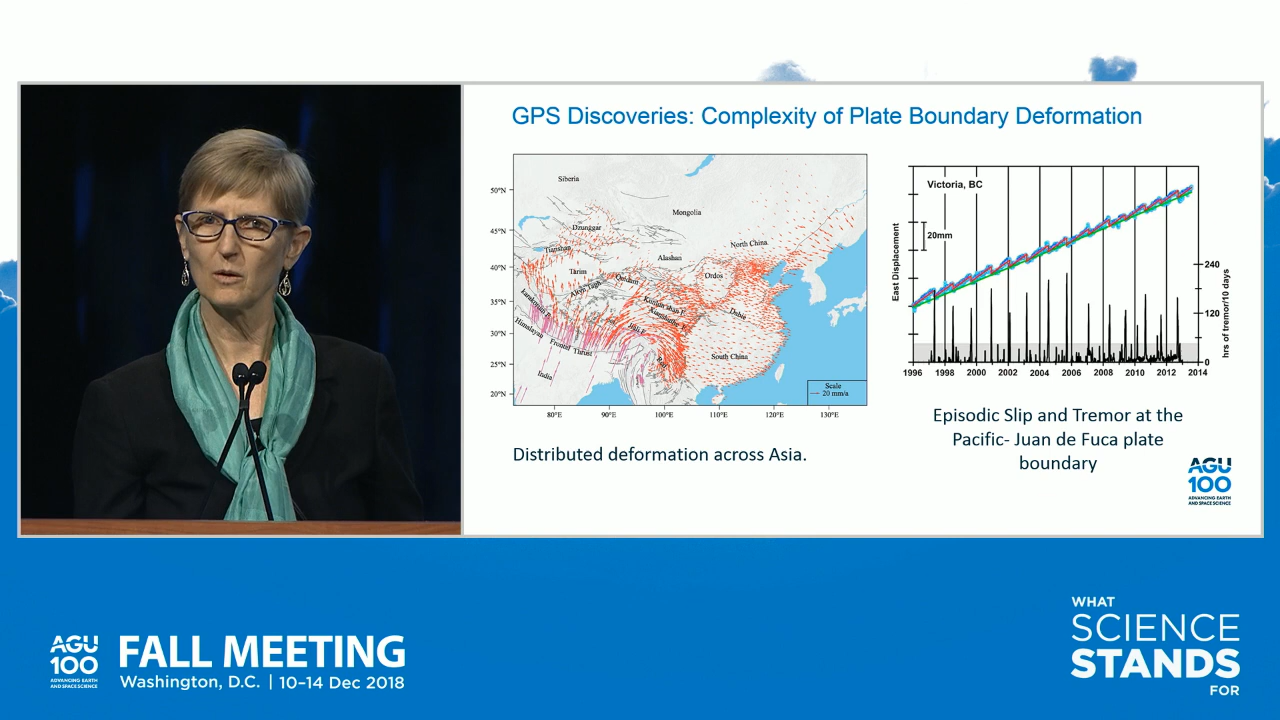 GPS Discoveries: Complexity of Plate Boundary Deformation
50°N
45°N
40°N
35°N
30°N
25°N
20°N
Siberia
Mongolia
Dzunggar
Tianshan
North China
Alashan
Tarim
Ordos
Qaidam
Altyn Tagh
Karakorum F.
Kunlun Shan F.
Dabie
Himalayan Frontal Thrust
South China
India
Scale
20 mm/a
80°E 90°E 100°E 110°E 120°E 130°E
Distributed deformation across Asia.
Victoria, BC
20mm
East Displacement
240
120
0
hrs of tremor/10 days
1996 1998 2000 2002 2004 2006 2008 2010 2012 2014
Episodic Slip and Tremor at the
Pacific- Juan de Fuca plate
boundary
AGU
100
ADVANCING EARTH
AND SPACE SCIENCE
AGU
100
ADVANCING EARTH
AND SPACE SCIENCE
FALL MEETING
Washington, D.C. | 10–14 Dec 2018
WHAT
SCIENCE
STANDS
FOR